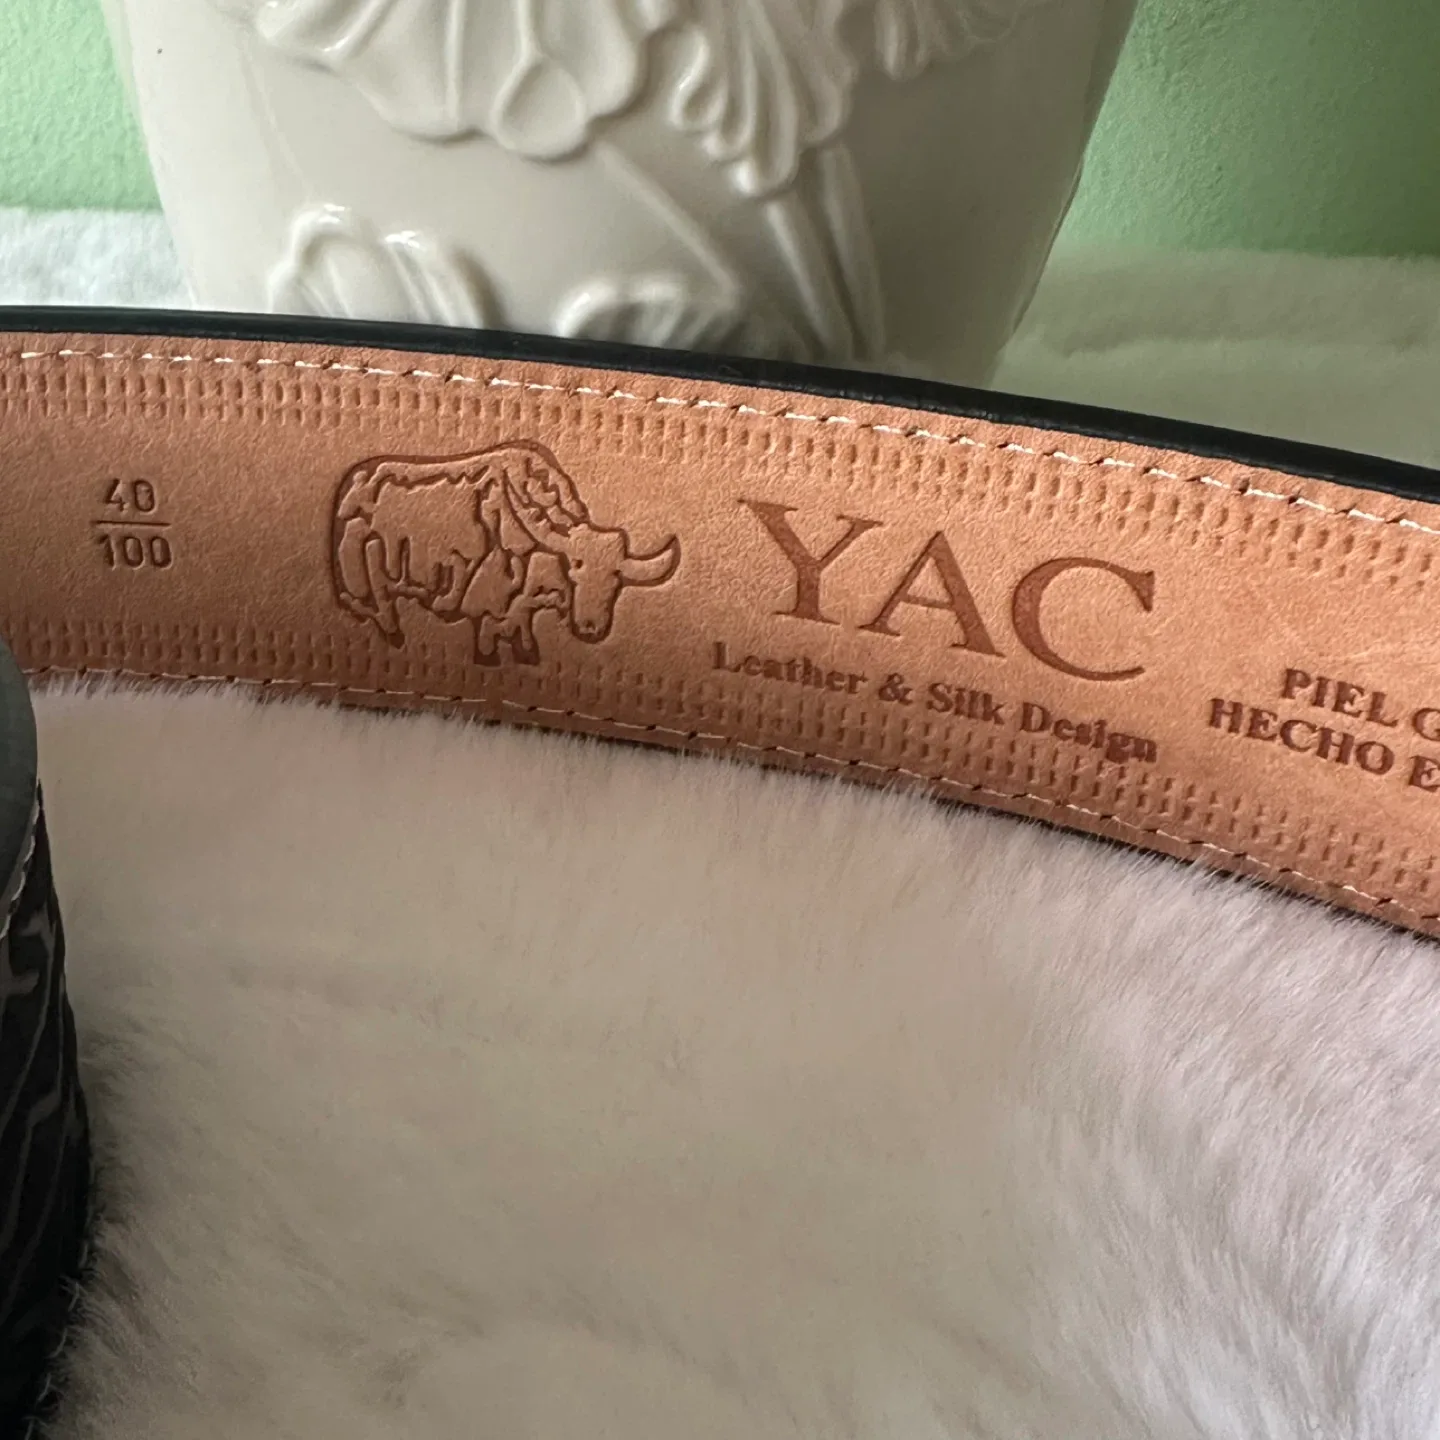 40
100
YAC
Leather & Silk Design
PIEL G
HECHO E